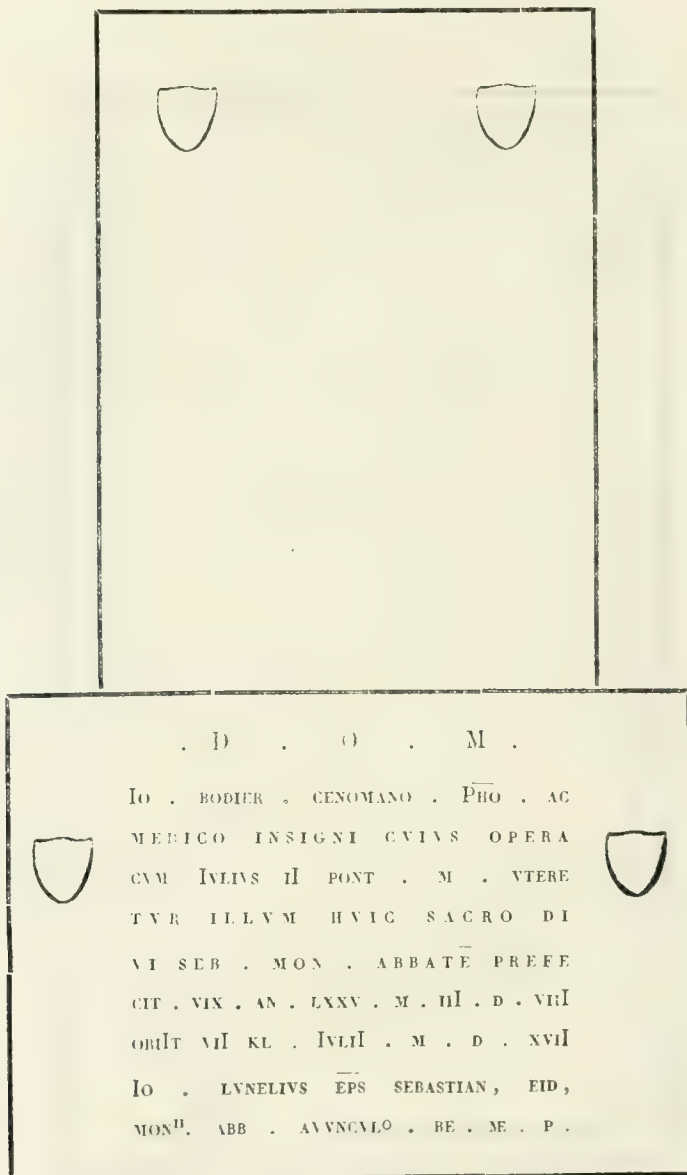 . D . O . M .
Io . BODIER . CENOMANO . PH̅O . AC
MEDICO INSIGNI CVIVS OPERA
CVM IVLIVS II PONT . M . VTERE
TVR ILLVM HVIC SACRO DI
VI SEB . MON . ABBATE̅ PREFE
CIT . VIX . AN . LXXV . M . III . D . VIII
OBIIT VII KL . IVLII . M . D . XVII
Io . LVNELIVS E̅P̅S SEBASTIAN, EID,
MONᴵᴵ. ABB . AVVNCVLO . BE . ME . P .